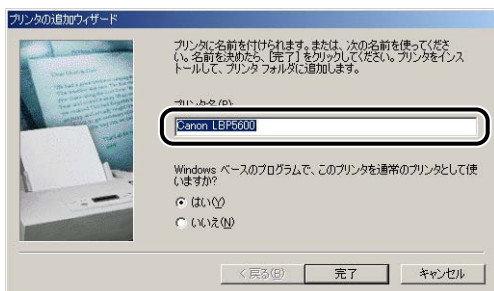 プリンタの追加ウィザード
プリンタに名前を付けられます。または、次の名前を使ってくださ
い。名前を決めたら、[完了] をクリックしてください。プリンタをインス
トールして、プリンタ フォルダに追加します。
プリンタ名(P):
Canon LBP5600
Windows ベースのプログラムで、このプリンタを通常のプリンタとして使
いますか?
はい(Y)
いいえ(N)
< 戻る(B)
完了
キャンセル